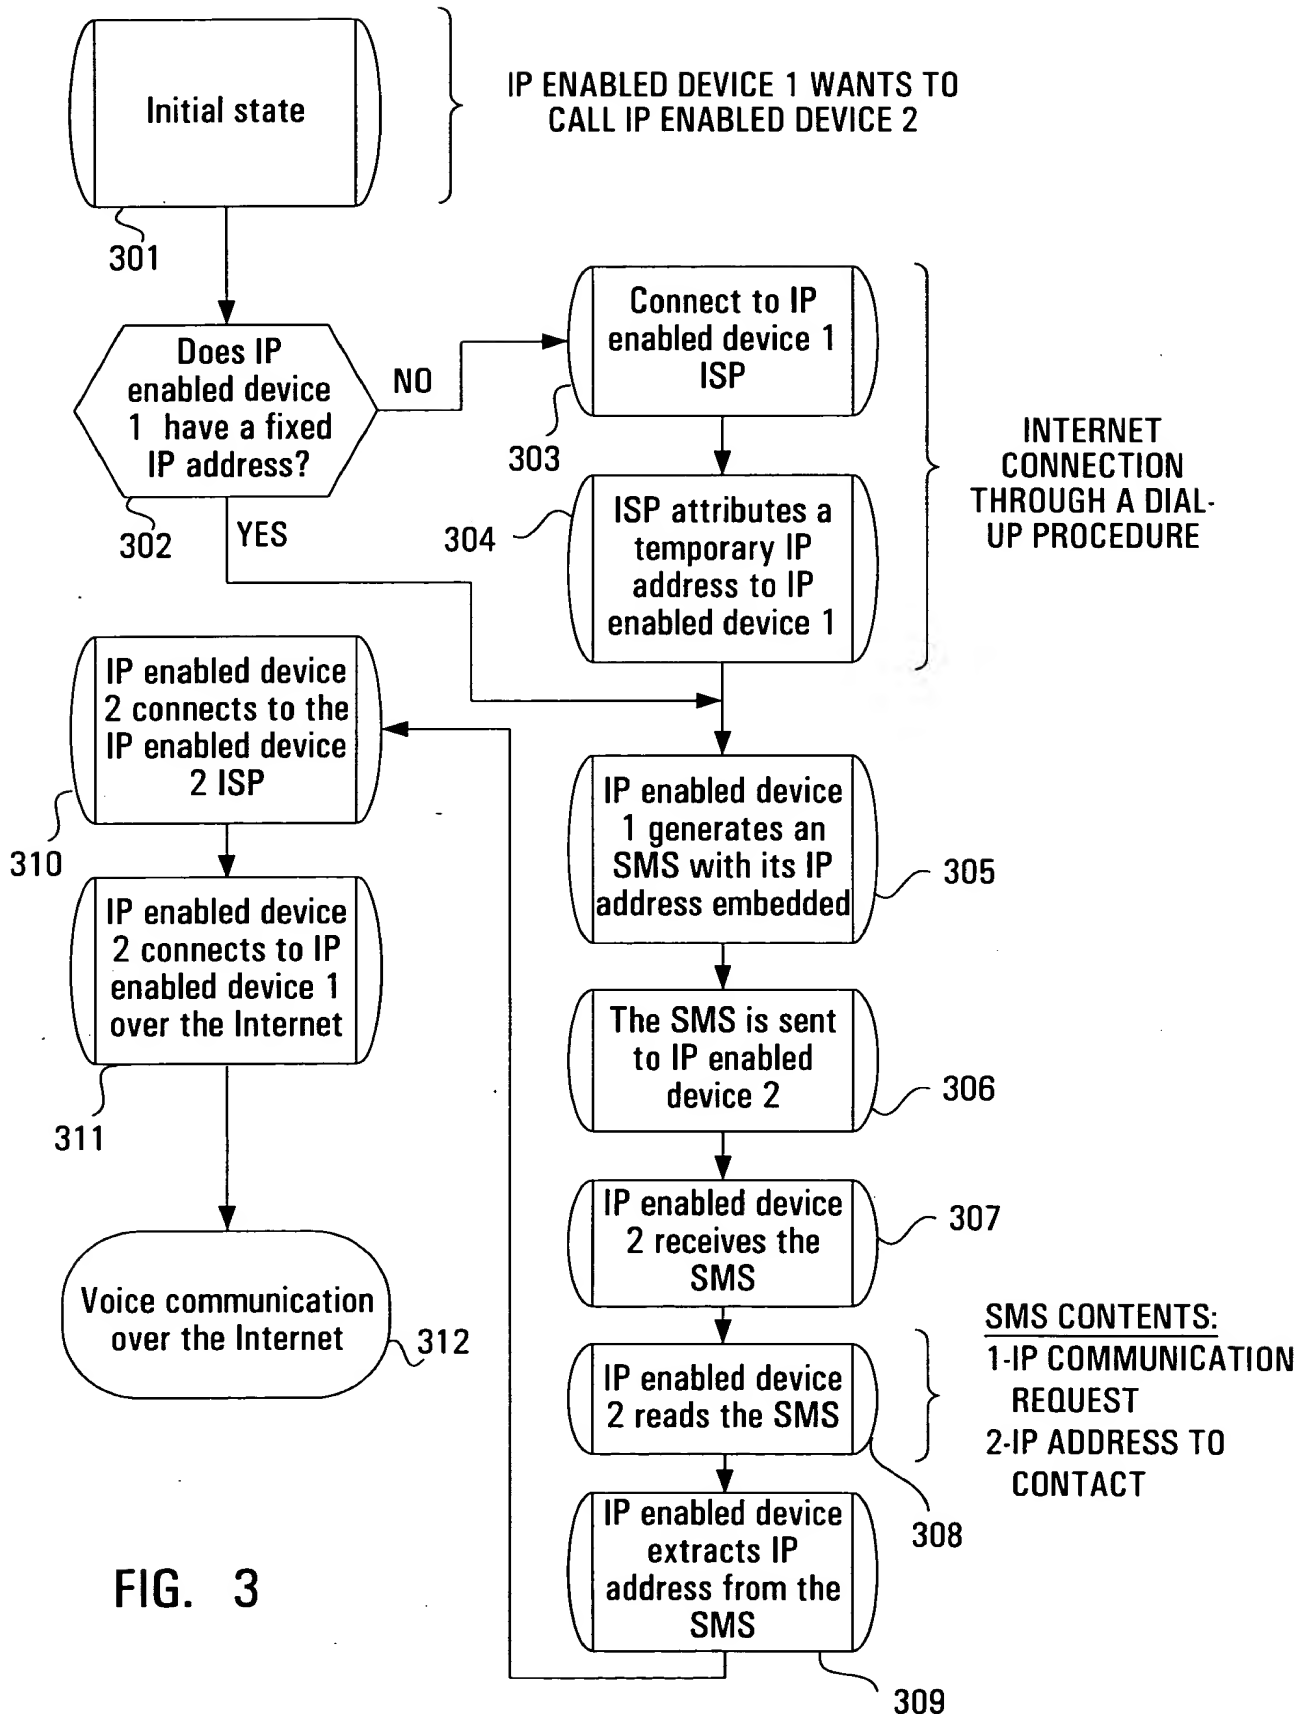 Initial state
IP ENABLED DEVICE 1 WANTS TO
CALL IP ENABLED DEVICE 2
301
Does IP
enabled device
1 have a fixed
IP address?
NO
302
YES
Connect to IP
enabled device 1
ISP
303
ISP attributes a
temporary IP
address to IP
enabled device 1
304
INTERNET
CONNECTION
THROUGH A DIAL-
UP PROCEDURE
IP enabled device
1 generates an
SMS with its IP
address embedded
305
The SMS is sent
to IP enabled
device 2
306
IP enabled device
2 receives the
SMS
307
IP enabled device
2 reads the SMS
308
SMS CONTENTS:
1-IP COMMUNICATION
REQUEST
2-IP ADDRESS TO
CONTACT
IP enabled device
extracts IP
address from the
SMS
309
IP enabled device
2 connects to the
IP enabled device
2 ISP
310
IP enabled device
2 connects to IP
enabled device 1
over the Internet
311
Voice communication
over the Internet
312
FIG. 3